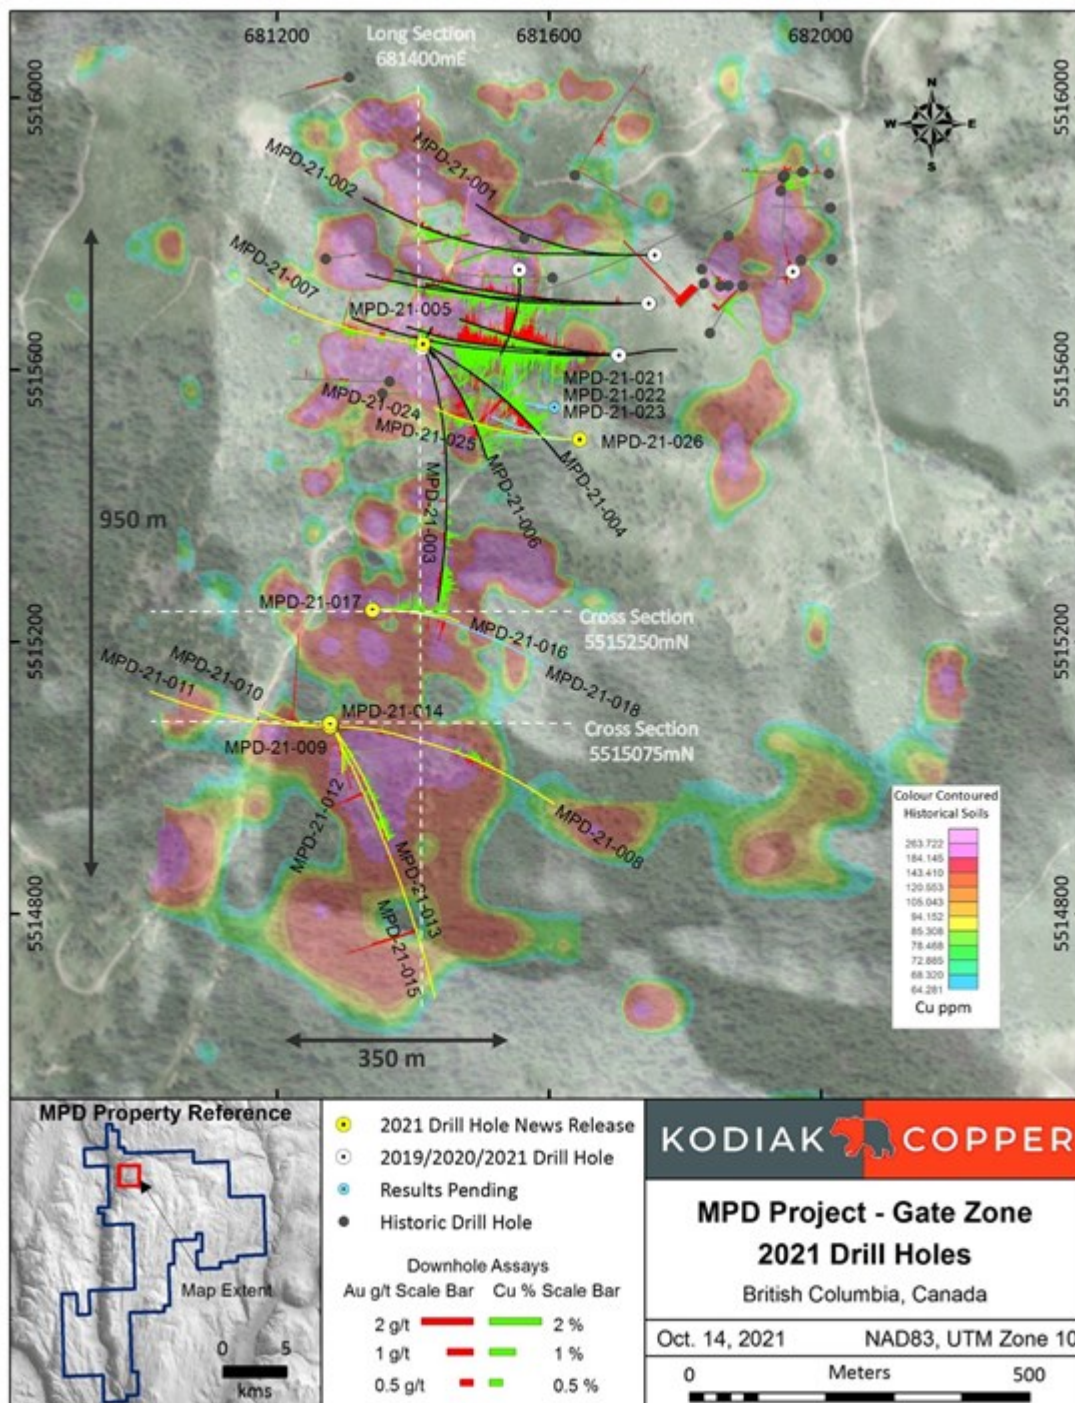 681200
681600
682000
Long Section
681400mE
5516000
5516000
N
W
E
S
MPD-21-001
MPD-21-002
MPD-21-007
MPD-21-005
5515600
5515600
MPD-21-021
MPD-21-022
MPD-21-023
MPD-21-024
MPD-21-025
MPD-21-026
MPD-21-004
MPD-21-006
MPD-21-003
950 m
MPD-21-017
Cross Section
5515250mN
MPD-21-016
MPD-21-018
5515200
5515200
MPD-21-011
MPD-21-010
MPD-21-014
MPD-21-009
Cross Section
5515075mN
MPD-21-012
MPD-21-008
MPD-21-013
MPD-21-015
5514800
5514800
Colour Contoured
Historical Soils
263.722
184.145
143.410
120.553
105.043
94.152
85.308
78.468
72.865
68.320
64.281
Cu ppm
350 m
MPD Property Reference
Map Extent
0 5
kms
2021 Drill Hole News Release
2019/2020/2021 Drill Hole
Results Pending
Historic Drill Hole
Downhole Assays
Au g/t Scale Bar Cu % Scale Bar
2 g/t 2 %
1 g/t 1 %
0.5 g/t 0.5 %
KODIAK COPPER
MPD Project - Gate Zone
2021 Drill Holes
British Columbia, Canada
Oct. 14, 2021 NAD83, UTM Zone 10
0 Meters 500